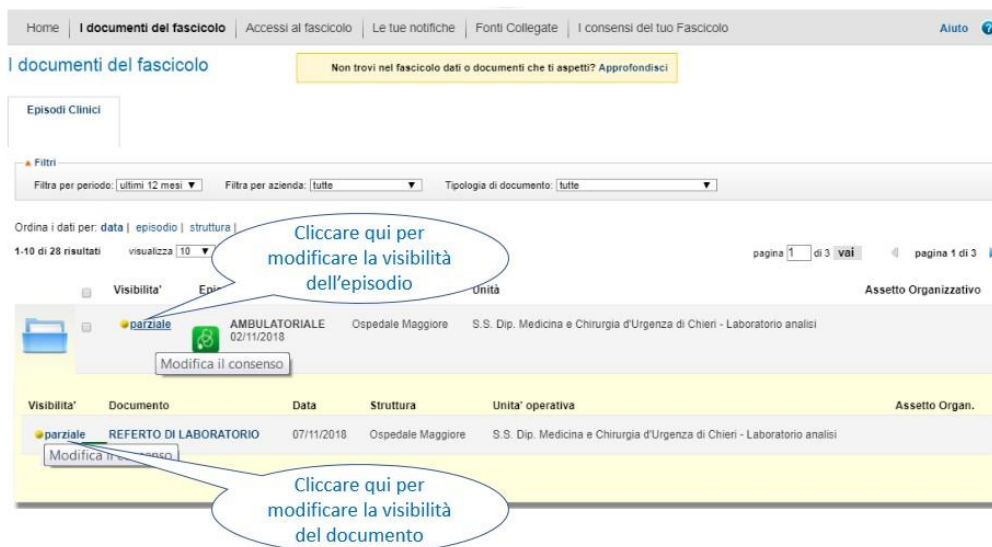 Home | I documenti del fascicolo | Accessi al fascicolo | Le tue notifiche | Fonti Collegate | I consensi del tuo Fascicolo Aiuto ?
I documenti del fascicolo
Non trovi nel fascicolo dati o documenti che ti aspetti? Approfondisci
Episodi Clinici
Filtri
Filtra per periodo: ultimi 12 mesi ▼ Filtra per azienda: tutte ▼ Tipologia di documento: tutte ▼
Ordina i dati per: data | episodio | struttura |
1-10 di 28 risultati visualizza 10 ▼ pagina 1 di 3 vai pagina 1 di 3
Cliccare qui per
modificare la visibilità
dell'episodio
Visibilita' Unità Assetto Organizzativo
parziale AMBULATORIALE Ospedale Maggiore S.S. Dip. Medicina e Chirurgia d'Urgenza di Chieri - Laboratorio analisi
02/11/2018
Modifica il consenso
Visibilita' Documento Data Struttura Unita' operativa Assetto Organ.
parziale REFERTO DI LABORATORIO 07/11/2018 Ospedale Maggiore S.S. Dip. Medicina e Chirurgia d'Urgenza di Chieri - Laboratorio analisi
Modifica il consenso
Cliccare qui per
modificare la visibilità
del documento